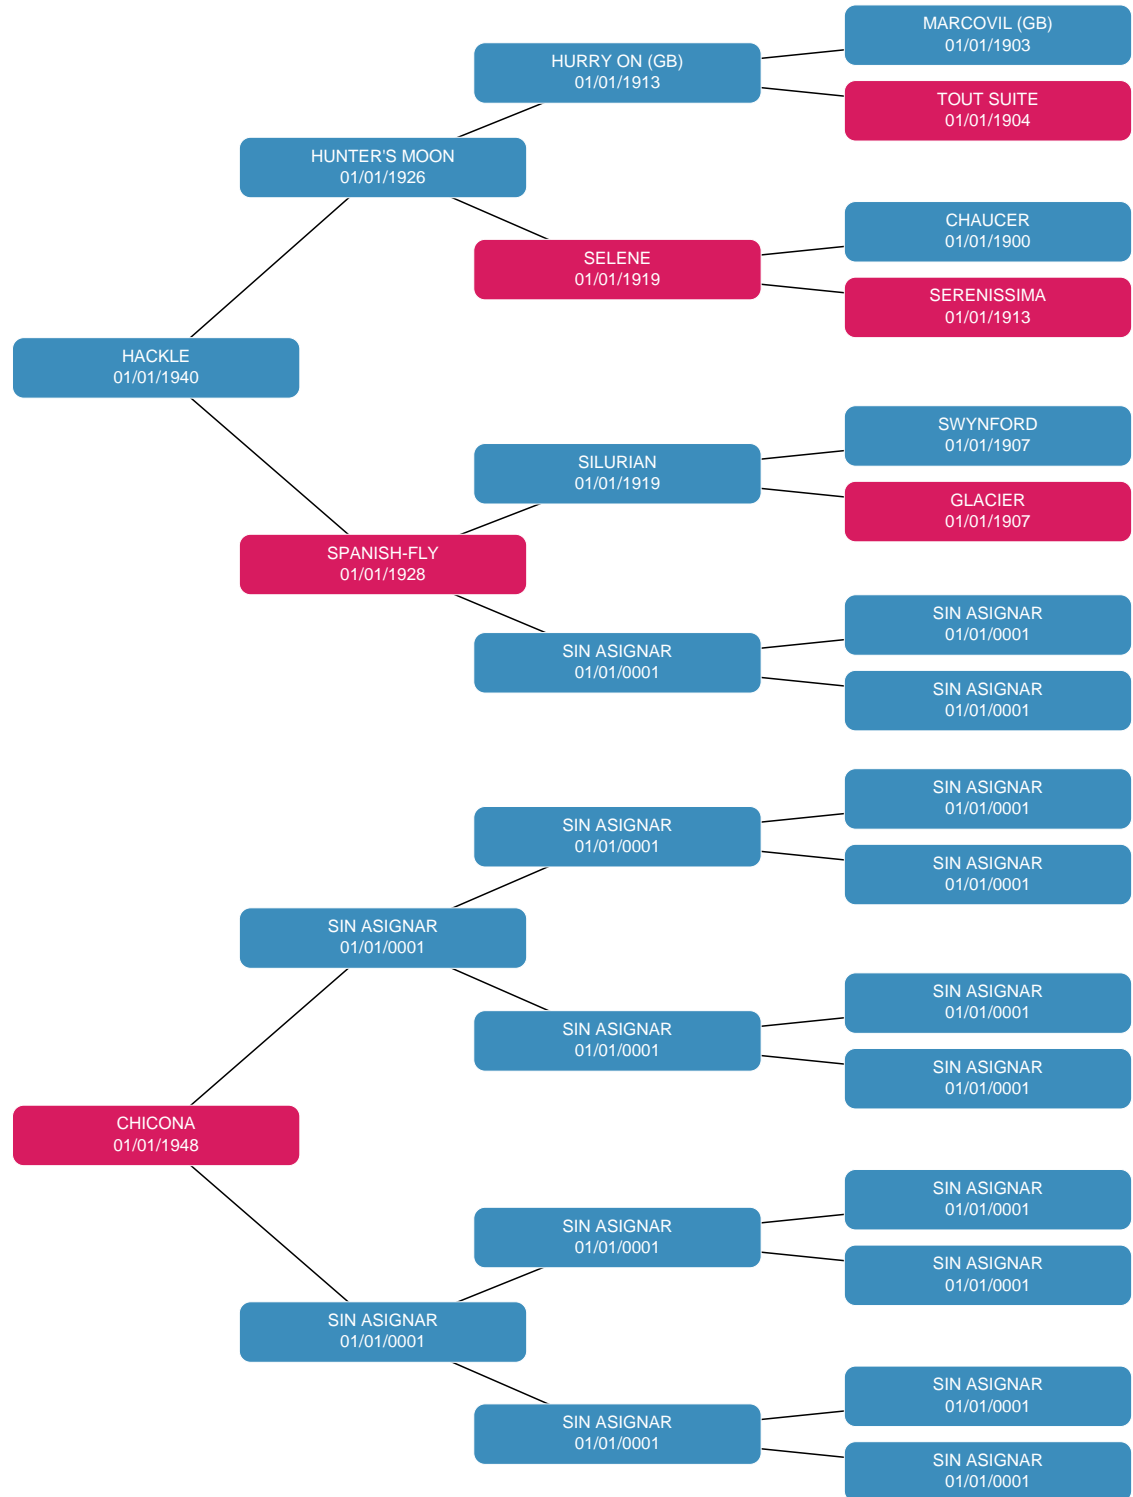 MARCOVIL (GB)
01/01/1903
HURRY ON (GB)
01/01/1913
TOUT SUITE
01/01/1904
HUNTER'S MOON
01/01/1926
CHAUCER
01/01/1900
SELENE
01/01/1919
SERENISSIMA
01/01/1913
HACKLE
01/01/1940
SWYNFORD
01/01/1907
SILURIAN
01/01/1919
GLACIER
01/01/1907
SPANISH-FLY
01/01/1928
SIN ASIGNAR
01/01/0001
SIN ASIGNAR
01/01/0001
SIN ASIGNAR
01/01/0001
SIN ASIGNAR
01/01/0001
SIN ASIGNAR
01/01/0001
SIN ASIGNAR
01/01/0001
SIN ASIGNAR
01/01/0001
SIN ASIGNAR
01/01/0001
SIN ASIGNAR
01/01/0001
SIN ASIGNAR
01/01/0001
CHICONA
01/01/1948
SIN ASIGNAR
01/01/0001
SIN ASIGNAR
01/01/0001
SIN ASIGNAR
01/01/0001
SIN ASIGNAR
01/01/0001
SIN ASIGNAR
01/01/0001
SIN ASIGNAR
01/01/0001
SIN ASIGNAR
01/01/0001